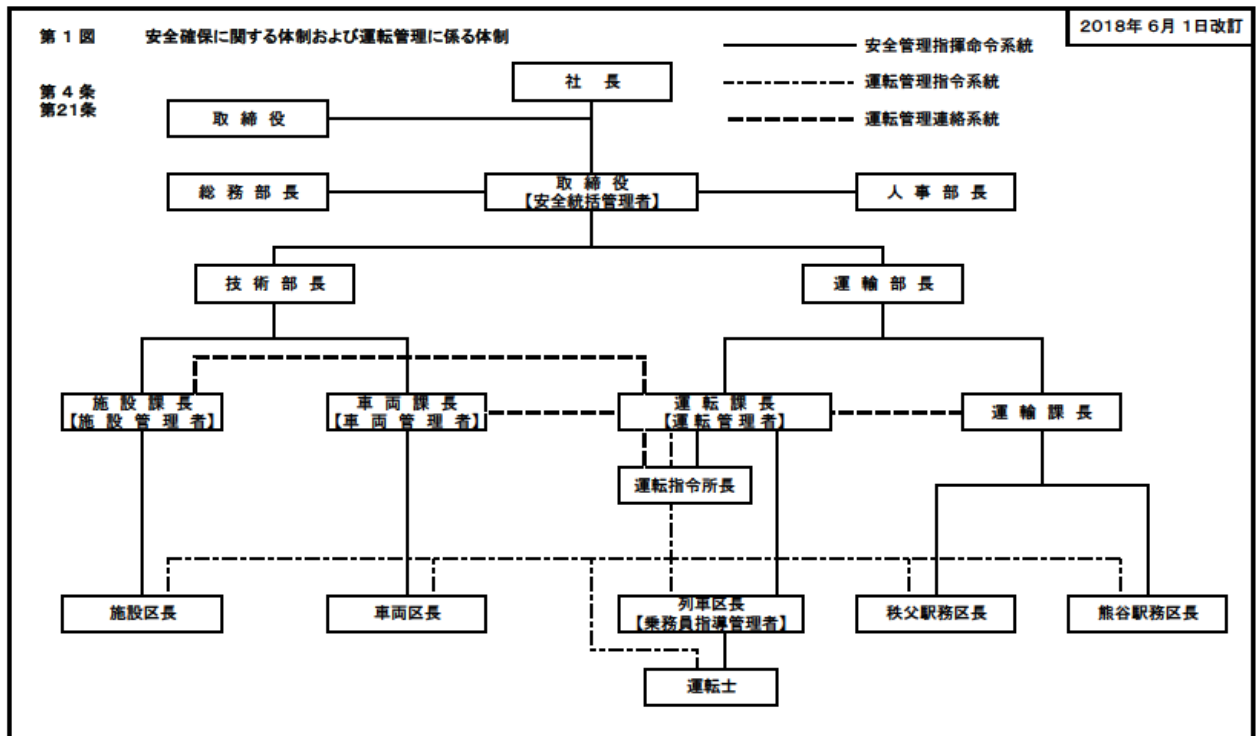 第 1 図 安全確保に関する体制および運転管理に係る体制
2018年 6月 1日改訂
安全管理指揮命令系統
第 4 条
第21条
社 長
運転管理指令系統
取 締 役
運転管理連絡系統
総 務 部 長
取 締 役
【安全統括管理者】
人 事 部 長
技 術 部 長
運 輸 部 長
施 設 課 長
【施 設 管 理 者】
車 両 課 長
【車 両 管 理 者】
運 転 課 長
【運 転 管 理 者】
運 輸 課 長
運転指令所長
施設区長
車両区長
列車区長
【乗務員指導管理者】
秩父駅務区長
熊谷駅務区長
運転士